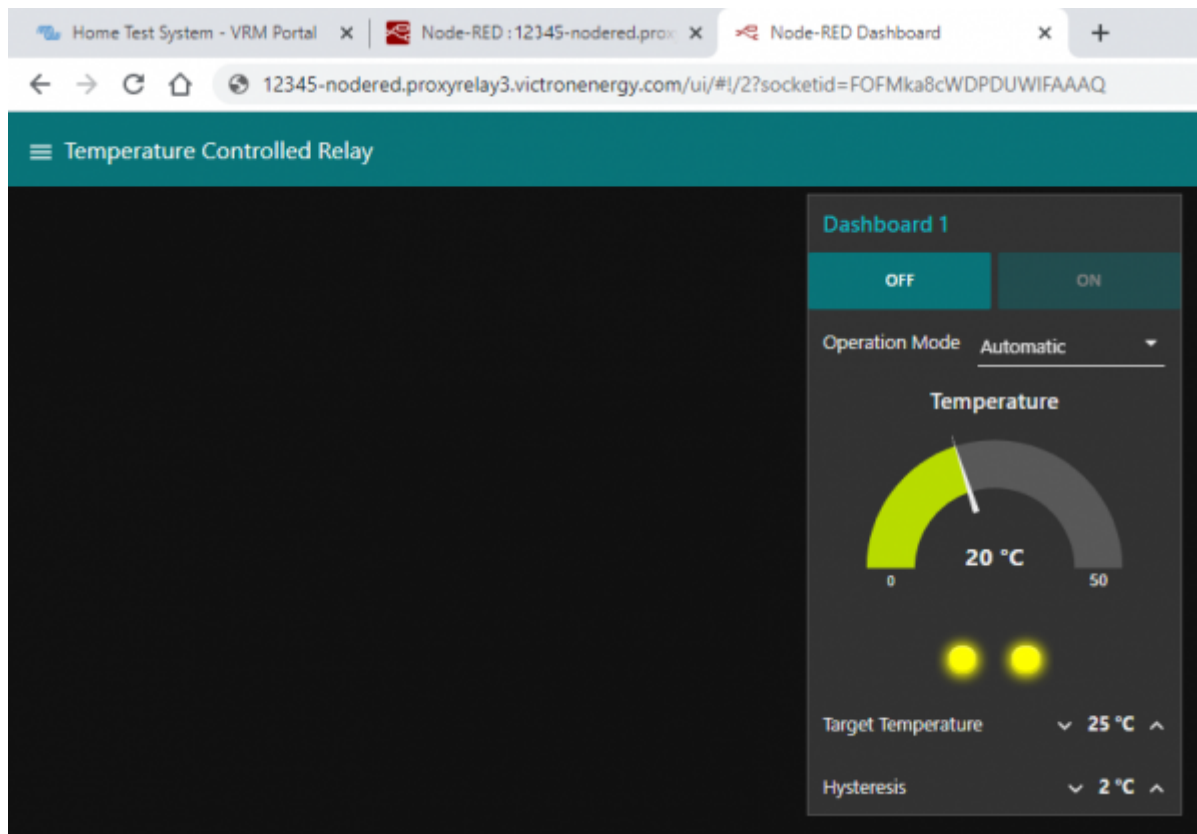 Home Test System - VRM Portal
Node-RED : 12345-nodered.prox
Node-RED Dashboard
12345-nodered.proxyrelay3.victronenergy.com/ui/#!/2?socketid=FOFMka8cWDPDUWIFAAAQ
Temperature Controlled Relay
Dashboard 1
OFF ON
Operation Mode Automatic
Temperature
20 °C
0 50
Target Temperature 25 °C
Hysteresis 2 °C